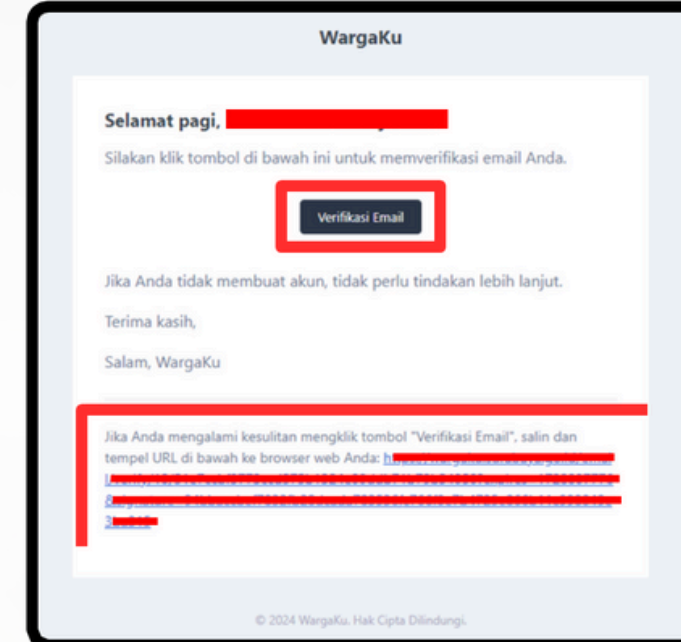 WargaKu
Selamat pagi,
Silakan klik tombol di bawah ini untuk memverifikasi email Anda.
Verifikasi Email
Jika Anda tidak membuat akun, tidak perlu tindakan lebih lanjut.
Terima kasih,
Salam, WargaKu
Jika Anda mengalami kesulitan mengklik tombol "Verifikasi Email", salin dan
tempel URL di bawah ke browser web Anda:
© 2024 WargaKu. Hak Cipta Dilindungi.